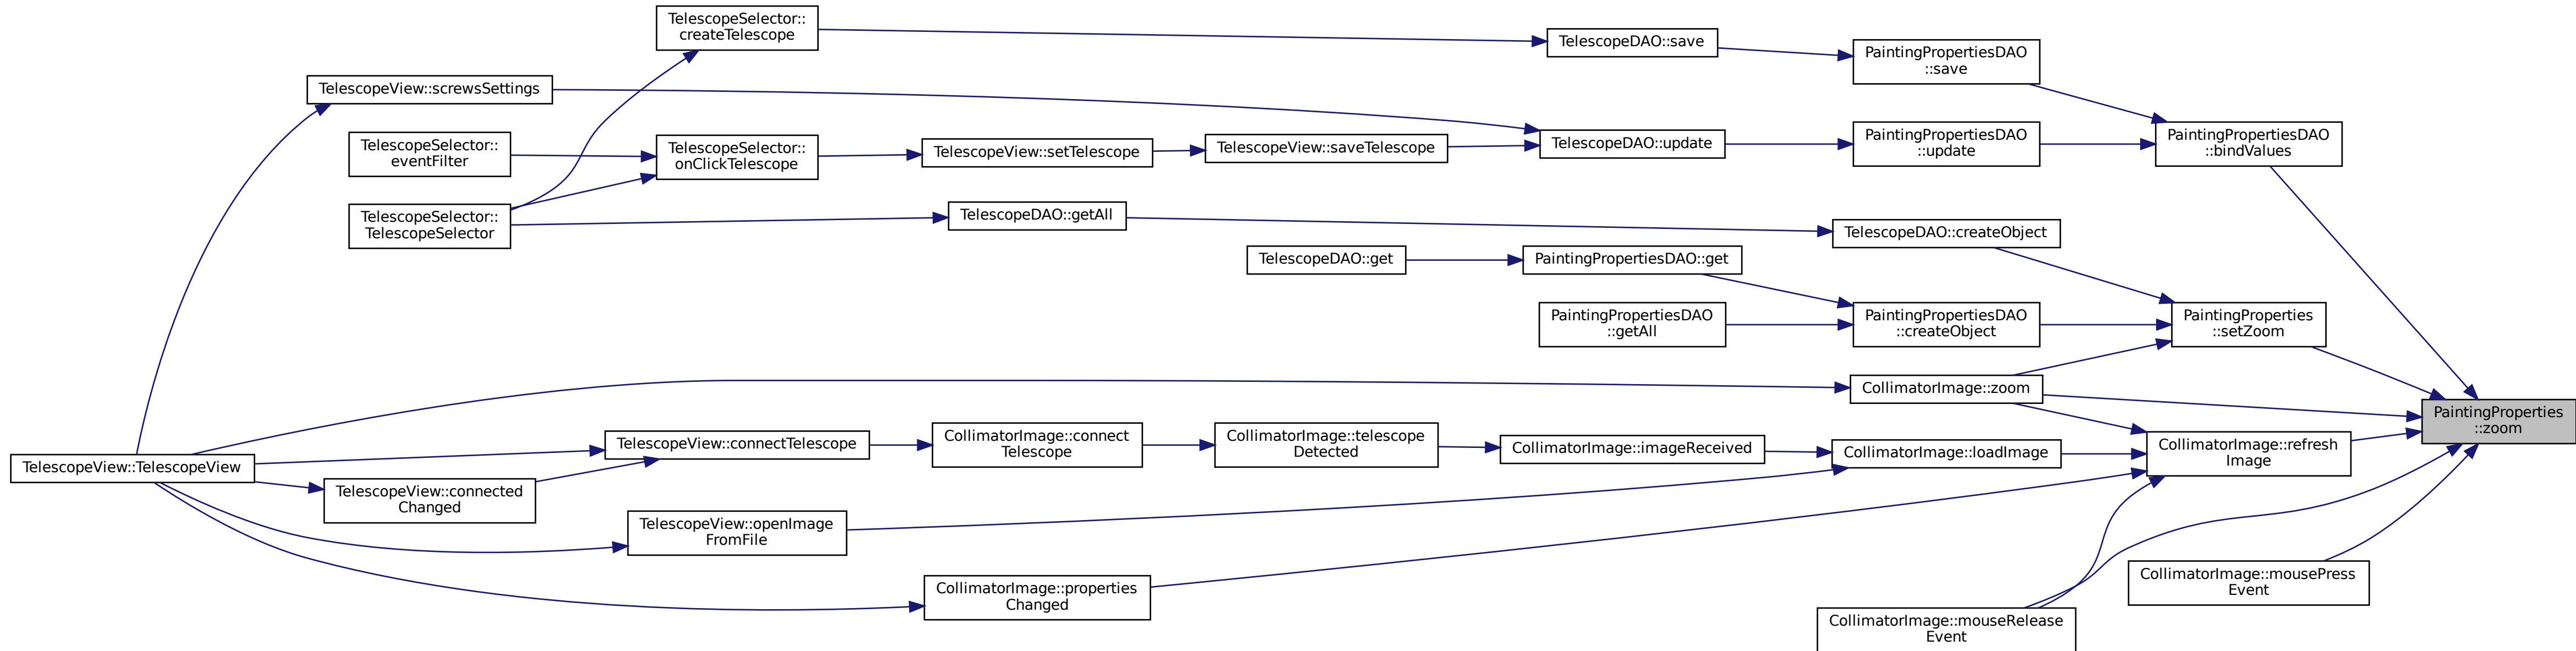 TelescopeSelector::
createTelescope
TelescopeDAO::save
PaintingPropertiesDAO
::save
TelescopeView::screwsSettings
TelescopeSelector::
eventFilter
TelescopeSelector::
onClickTelescope
TelescopeView::setTelescope
TelescopeView::saveTelescope
TelescopeDAO::update
PaintingPropertiesDAO
::update
PaintingPropertiesDAO
::bindValues
TelescopeSelector::
TelescopeSelector
TelescopeDAO::getAll
TelescopeDAO::createObject
TelescopeDAO::get
PaintingPropertiesDAO::get
PaintingPropertiesDAO
::getAll
PaintingPropertiesDAO
::createObject
PaintingProperties
::setZoom
CollimatorImage::zoom
PaintingProperties
::zoom
TelescopeView::TelescopeView
TelescopeView::connectTelescope
CollimatorImage::connect
Telescope
CollimatorImage::telescope
Detected
CollimatorImage::imageReceived
CollimatorImage::loadImage
CollimatorImage::refresh
Image
TelescopeView::connected
Changed
TelescopeView::openImage
FromFile
CollimatorImage::properties
Changed
CollimatorImage::mousePress
Event
CollimatorImage::mouseRelease
Event